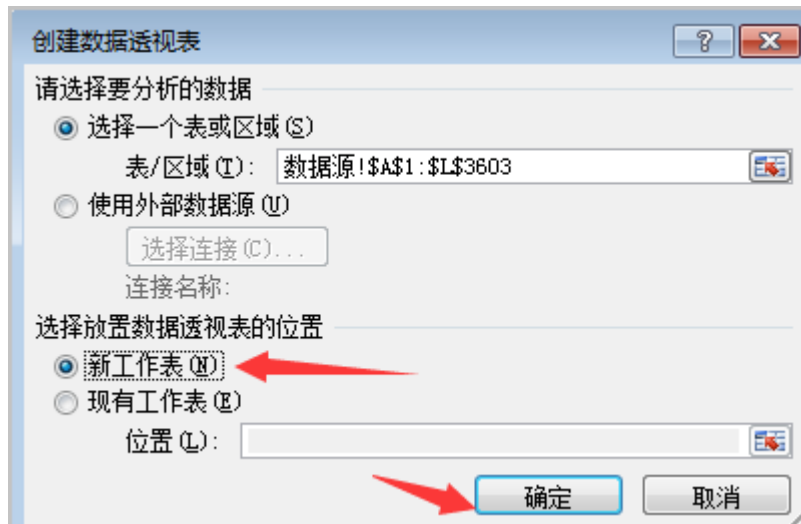 创建数据透视表
请选择要分析的数据
选择一个表或区域(S)
表/区域(T): 数据源!$A$1:$L$3603
使用外部数据源(U)
选择连接(C)...
连接名称:
选择放置数据透视表的位置
新工作表(N)
现有工作表(E)
位置(L):
确定 取消